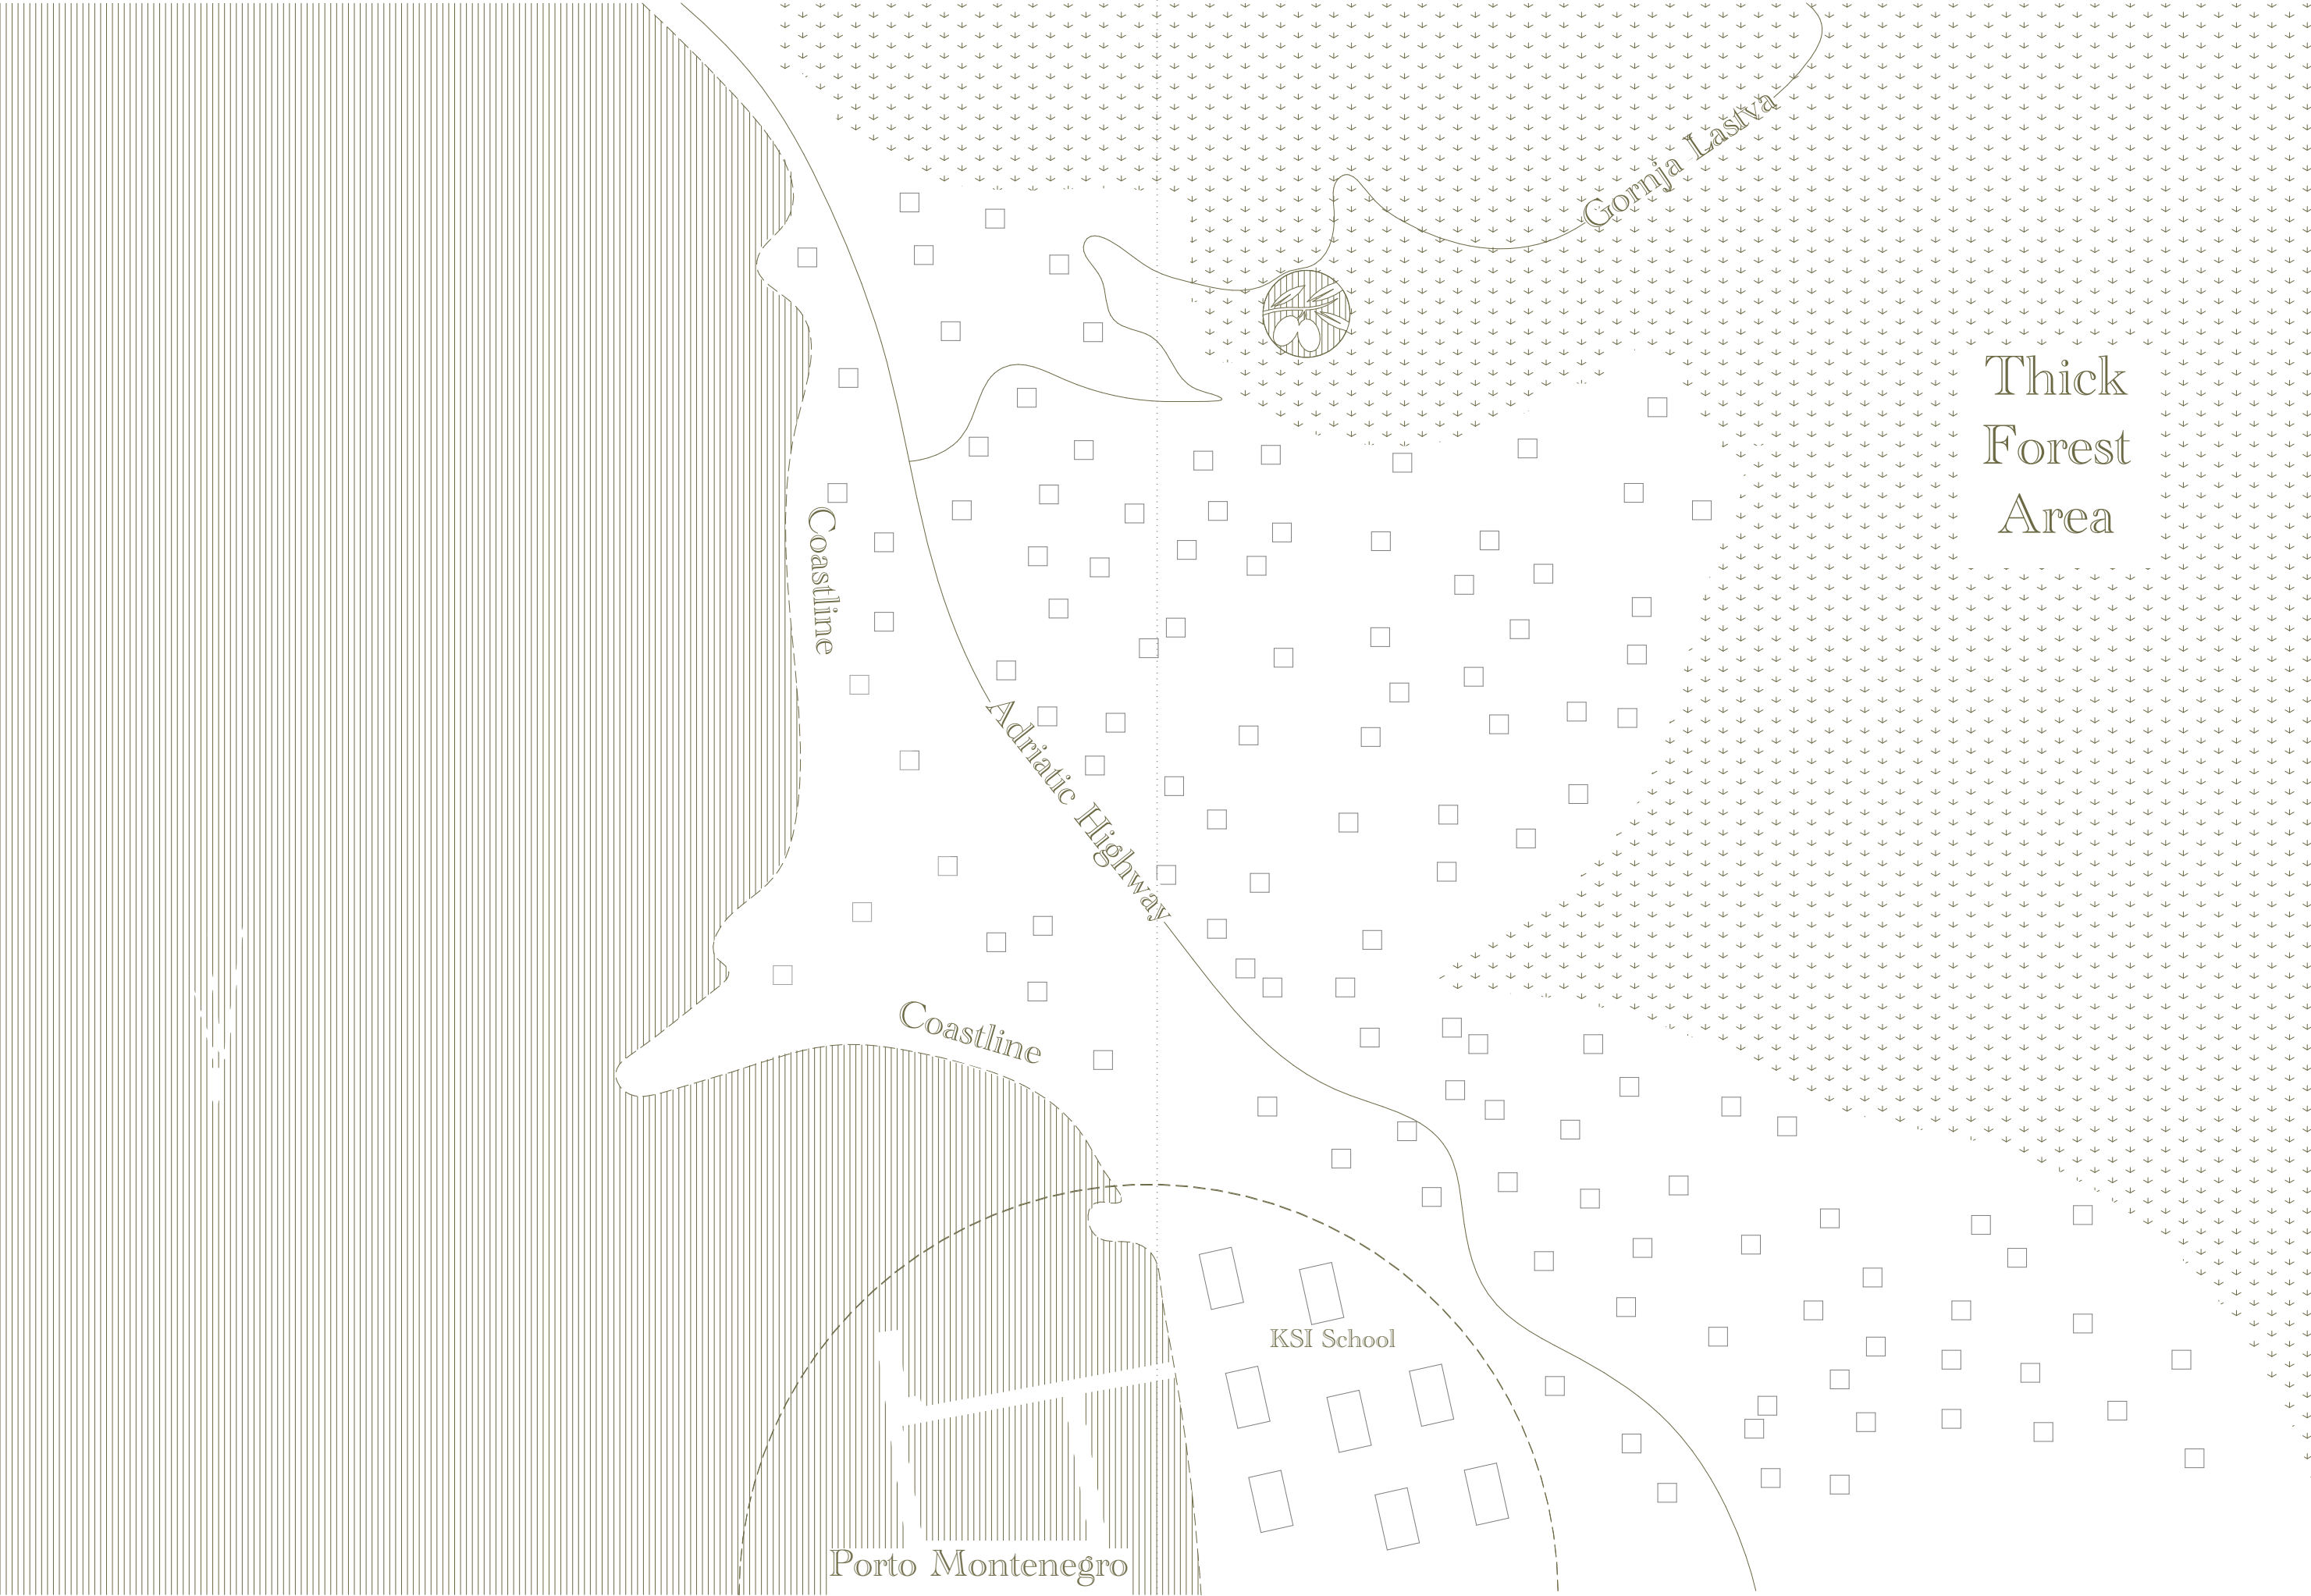 Gornja Lastva
Thick
Forest
Area
Coastline
Adriatic Highway
Coastline
KSI School
Porto Montenegro